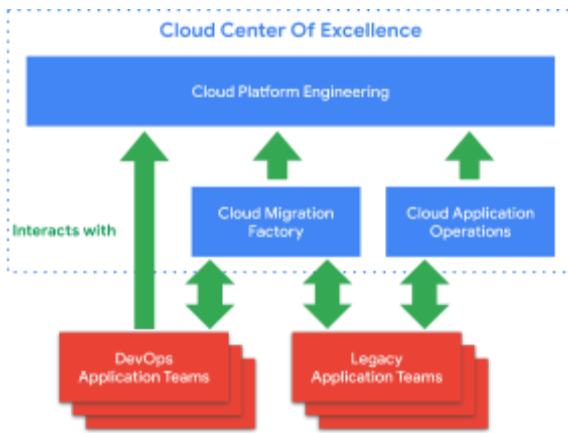 Cloud Center Of Excellence
Cloud Platform Engineering
Cloud Migration
Factory
Cloud Application
Operations
Interacts with
DevOps
Application Teams
Legacy
Application Teams